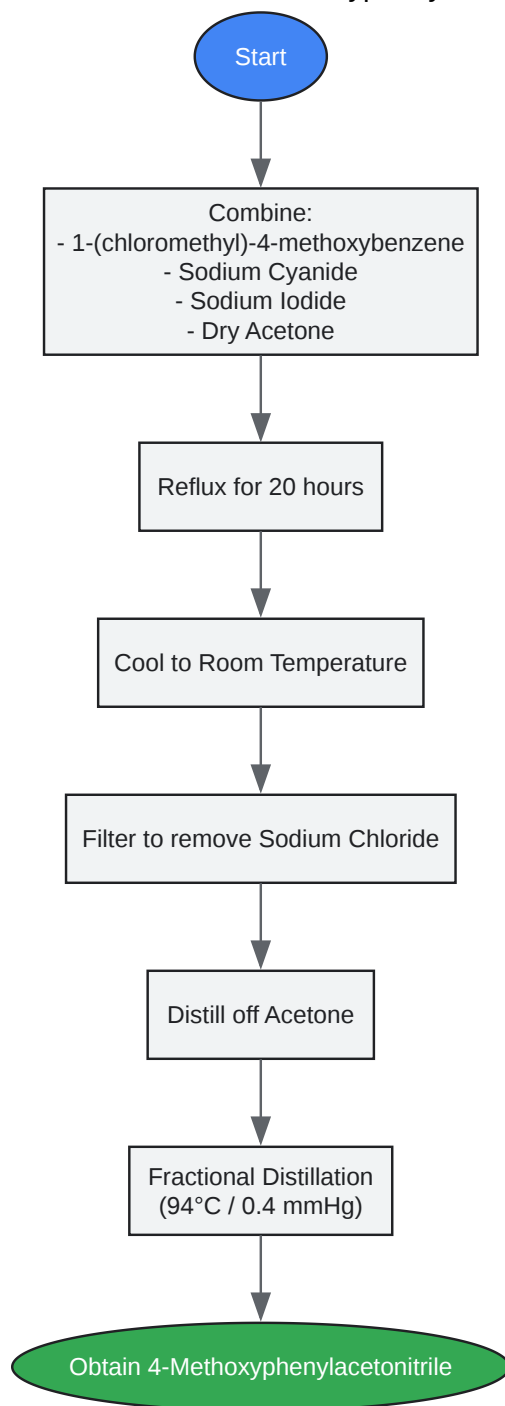 Start
Combine:
- 1-(chloromethyl)-4-methoxybenzene
- Sodium Cyanide
- Sodium Iodide
- Dry Acetone
Reflux for 20 hours
Cool to Room Temperature
Filter to remove Sodium Chloride
Distill off Acetone
Fractional Distillation
(94°C / 0.4 mmHg)
Obtain 4-Methoxyphenylacetonitrile